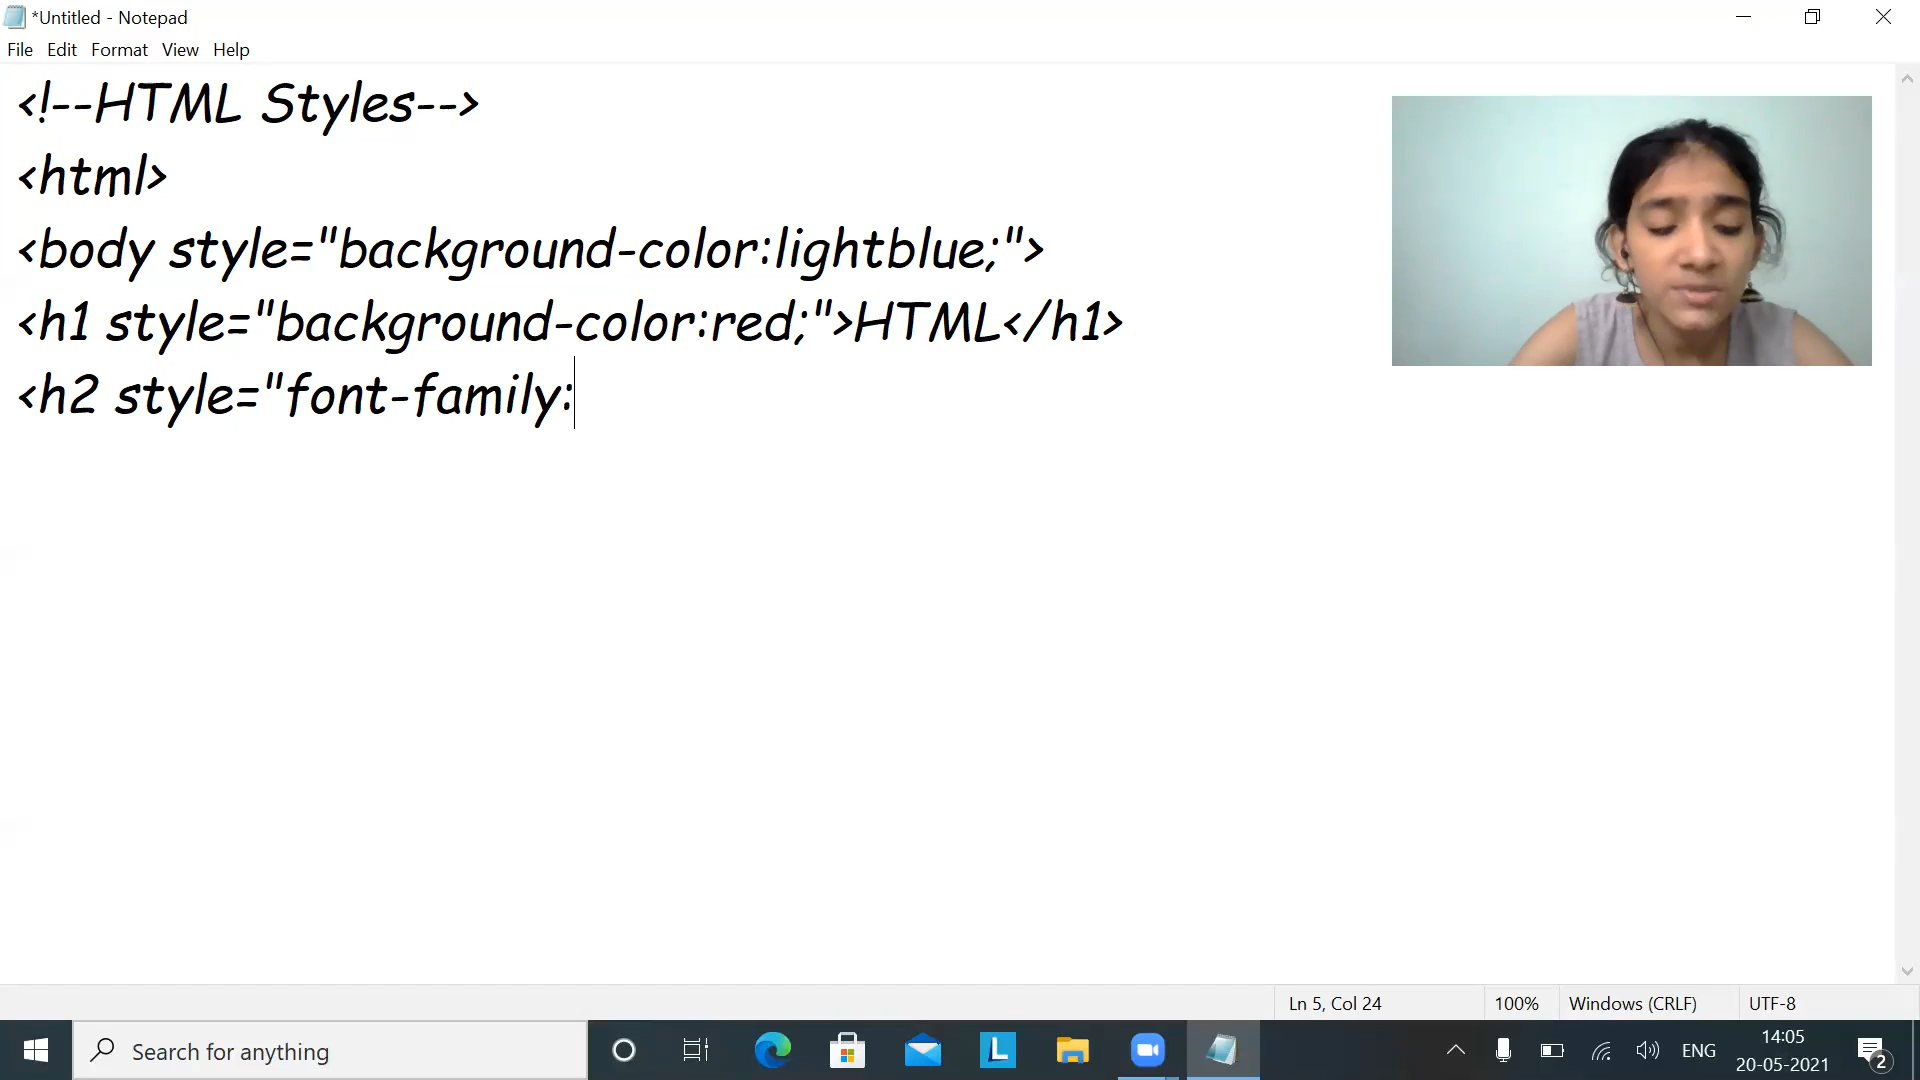 *Untitled - Notepad
File Edit Format View Help
<!--HTML Styles-->
<html>
<body style="background-color:lightblue;">
<h1 style="background-color:red;">HTML</h1>
<h2 style="font-family:
Ln 5, Col 24 100% Windows (CRLF) UTF-8
Search for anything L ENG 14:05
20-05-2021 2